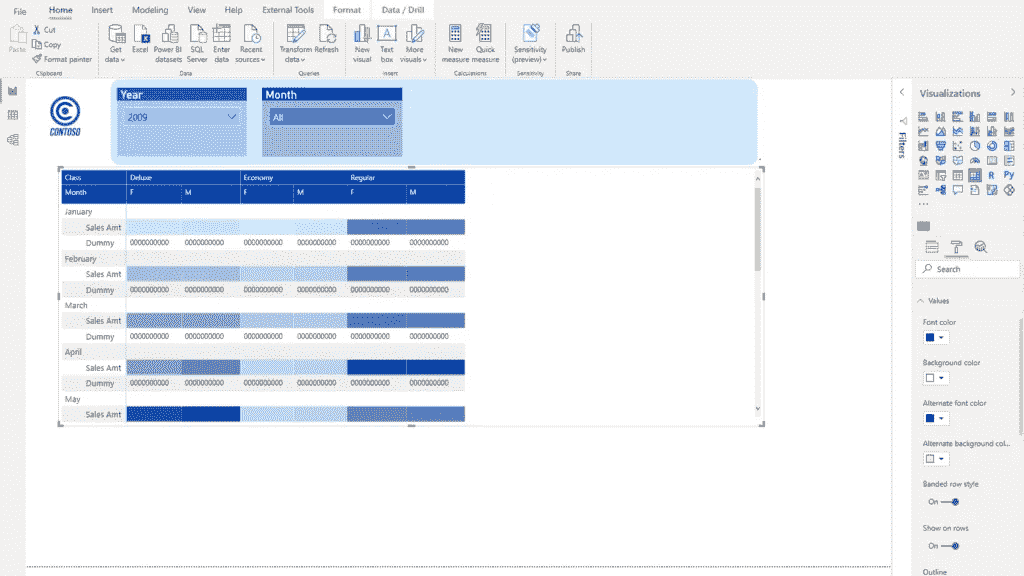 File Home Insert Modeling View Help External Tools Format Data / Drill
Paste Cut Copy Format painter
Clipboard
Get data Excel Power BI datasets SQL Server Enter data Recent sources
Data
Transform data Refresh
Queries
New visual Text box More visuals
Insert
New measure Quick measure
Calculations
Sensitivity (preview)
Sensitivity
Publish
Share
CONTOSO
Year
2009
Month
All
Class Deluxe Economy Regular
Month F M F M F M
January
Sales Amt
Dummy 0000000000 0000000000 0000000000 0000000000 0000000000 0000000000
February
Sales Amt
Dummy 0000000000 0000000000 0000000000 0000000000 0000000000 0000000000
March
Sales Amt
Dummy 0000000000 0000000000 0000000000 0000000000 0000000000 0000000000
April
Sales Amt
Dummy 0000000000 0000000000 0000000000 0000000000 0000000000 0000000000
May
Sales Amt
Filters
Visualizations
R Py
Search
Values
Font color
Background color
Alternate font color
Alternate background col...
Banded row style
On
Show on rows
On
Outline